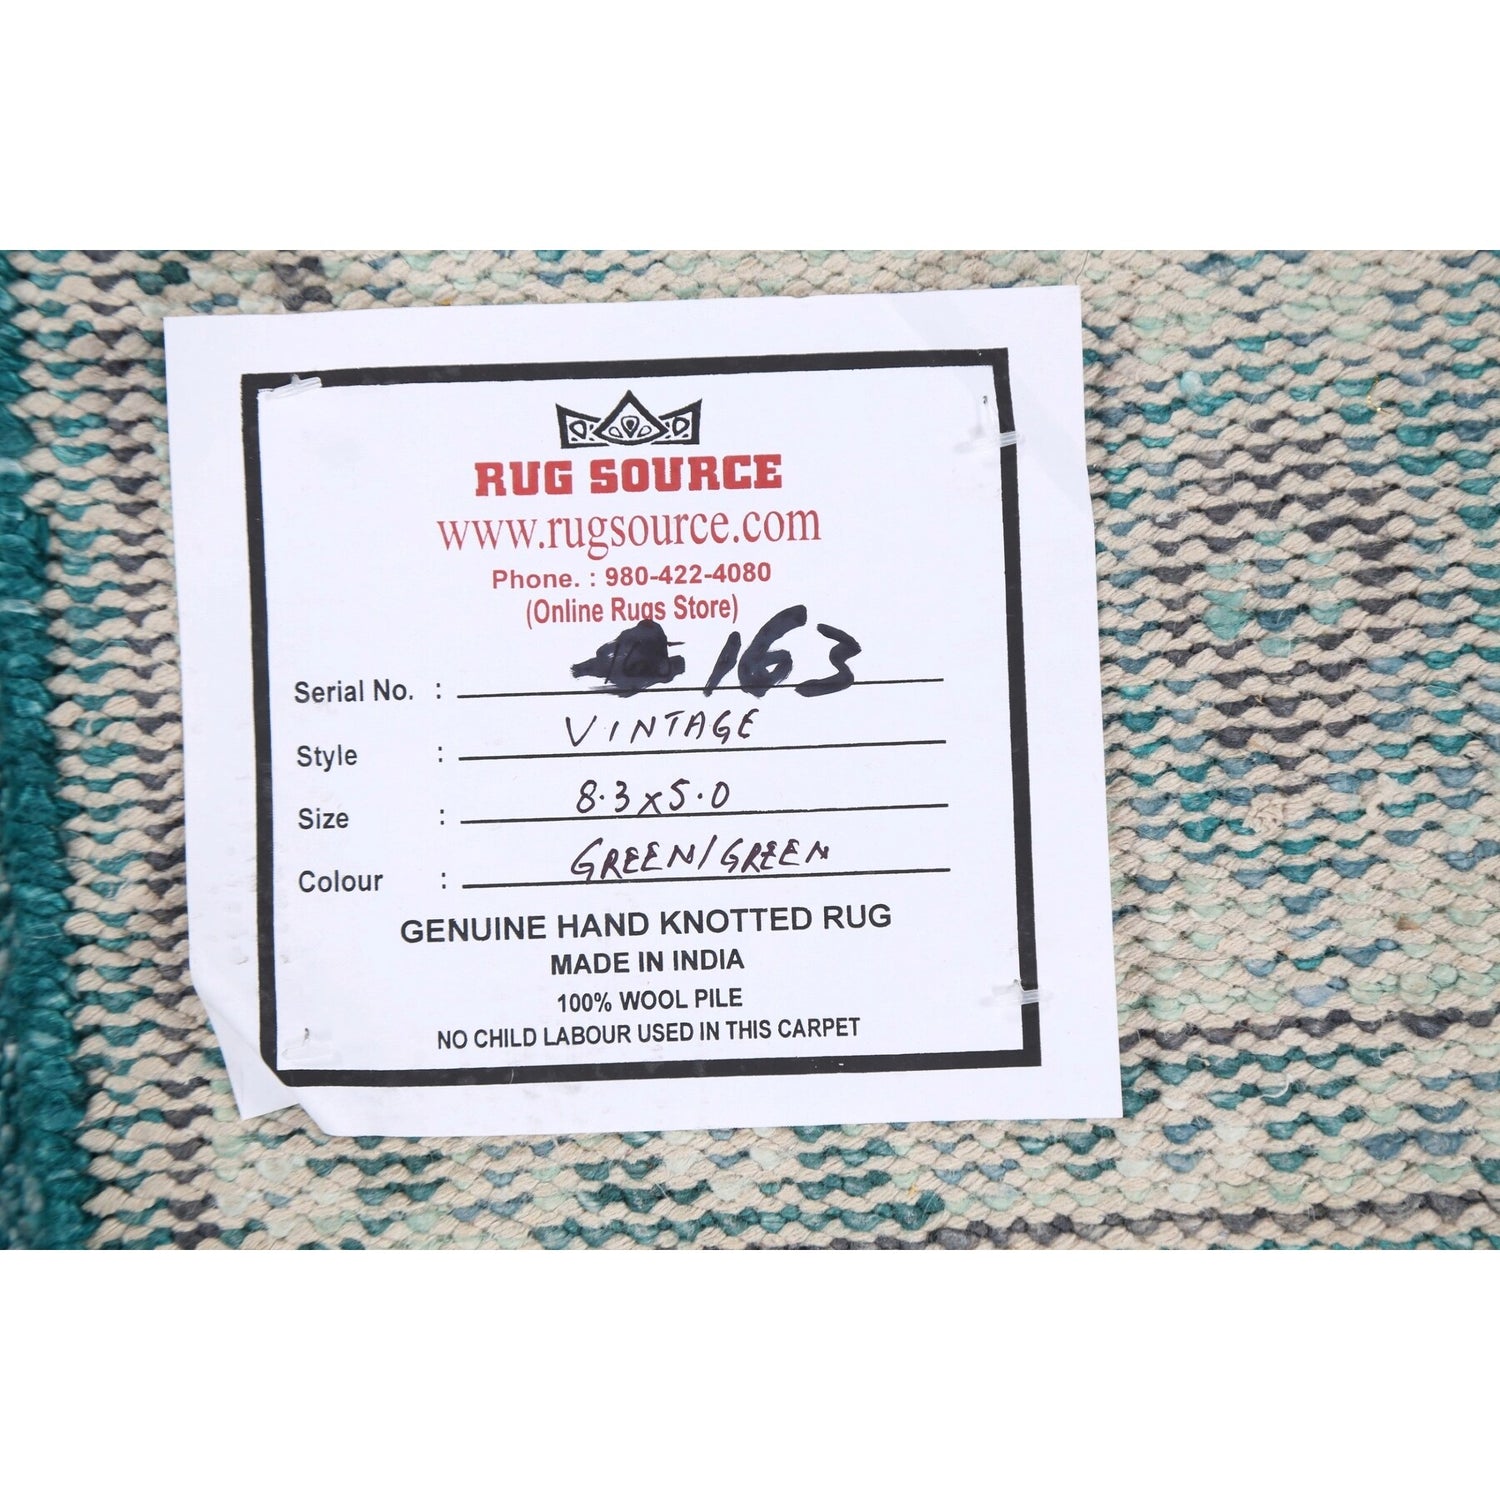 RUG SOURCE
www.rugsource.com
Phone. : 980-422-4080
(Online Rugs Store)
Serial No. : 163
Style : VINTAGE
Size : 8.3x5.0
Colour : GREEN/GREEN
GENUINE HAND KNOTTED RUG
MADE IN INDIA
100% WOOL PILE
NO CHILD LABOUR USED IN THIS CARPET